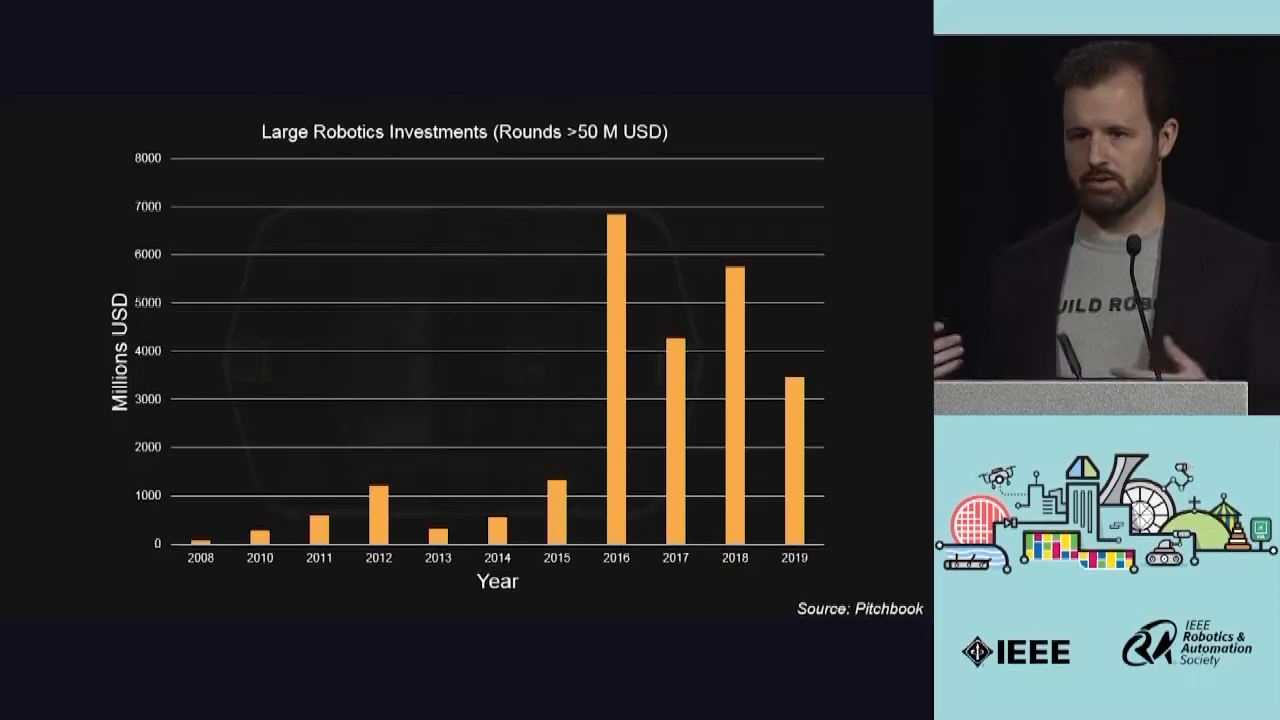 Large Robotics Investments (Rounds >50 M USD)
8000
7000
6000
5000
4000
3000
2000
1000
0
Millions USD
2008 2010 2011 2012 2013 2014 2015 2016 2017 2018 2019
Year
Source: Pitchbook
UILD ROB
IEEE
IEEE
Robotics &
Automation
Society